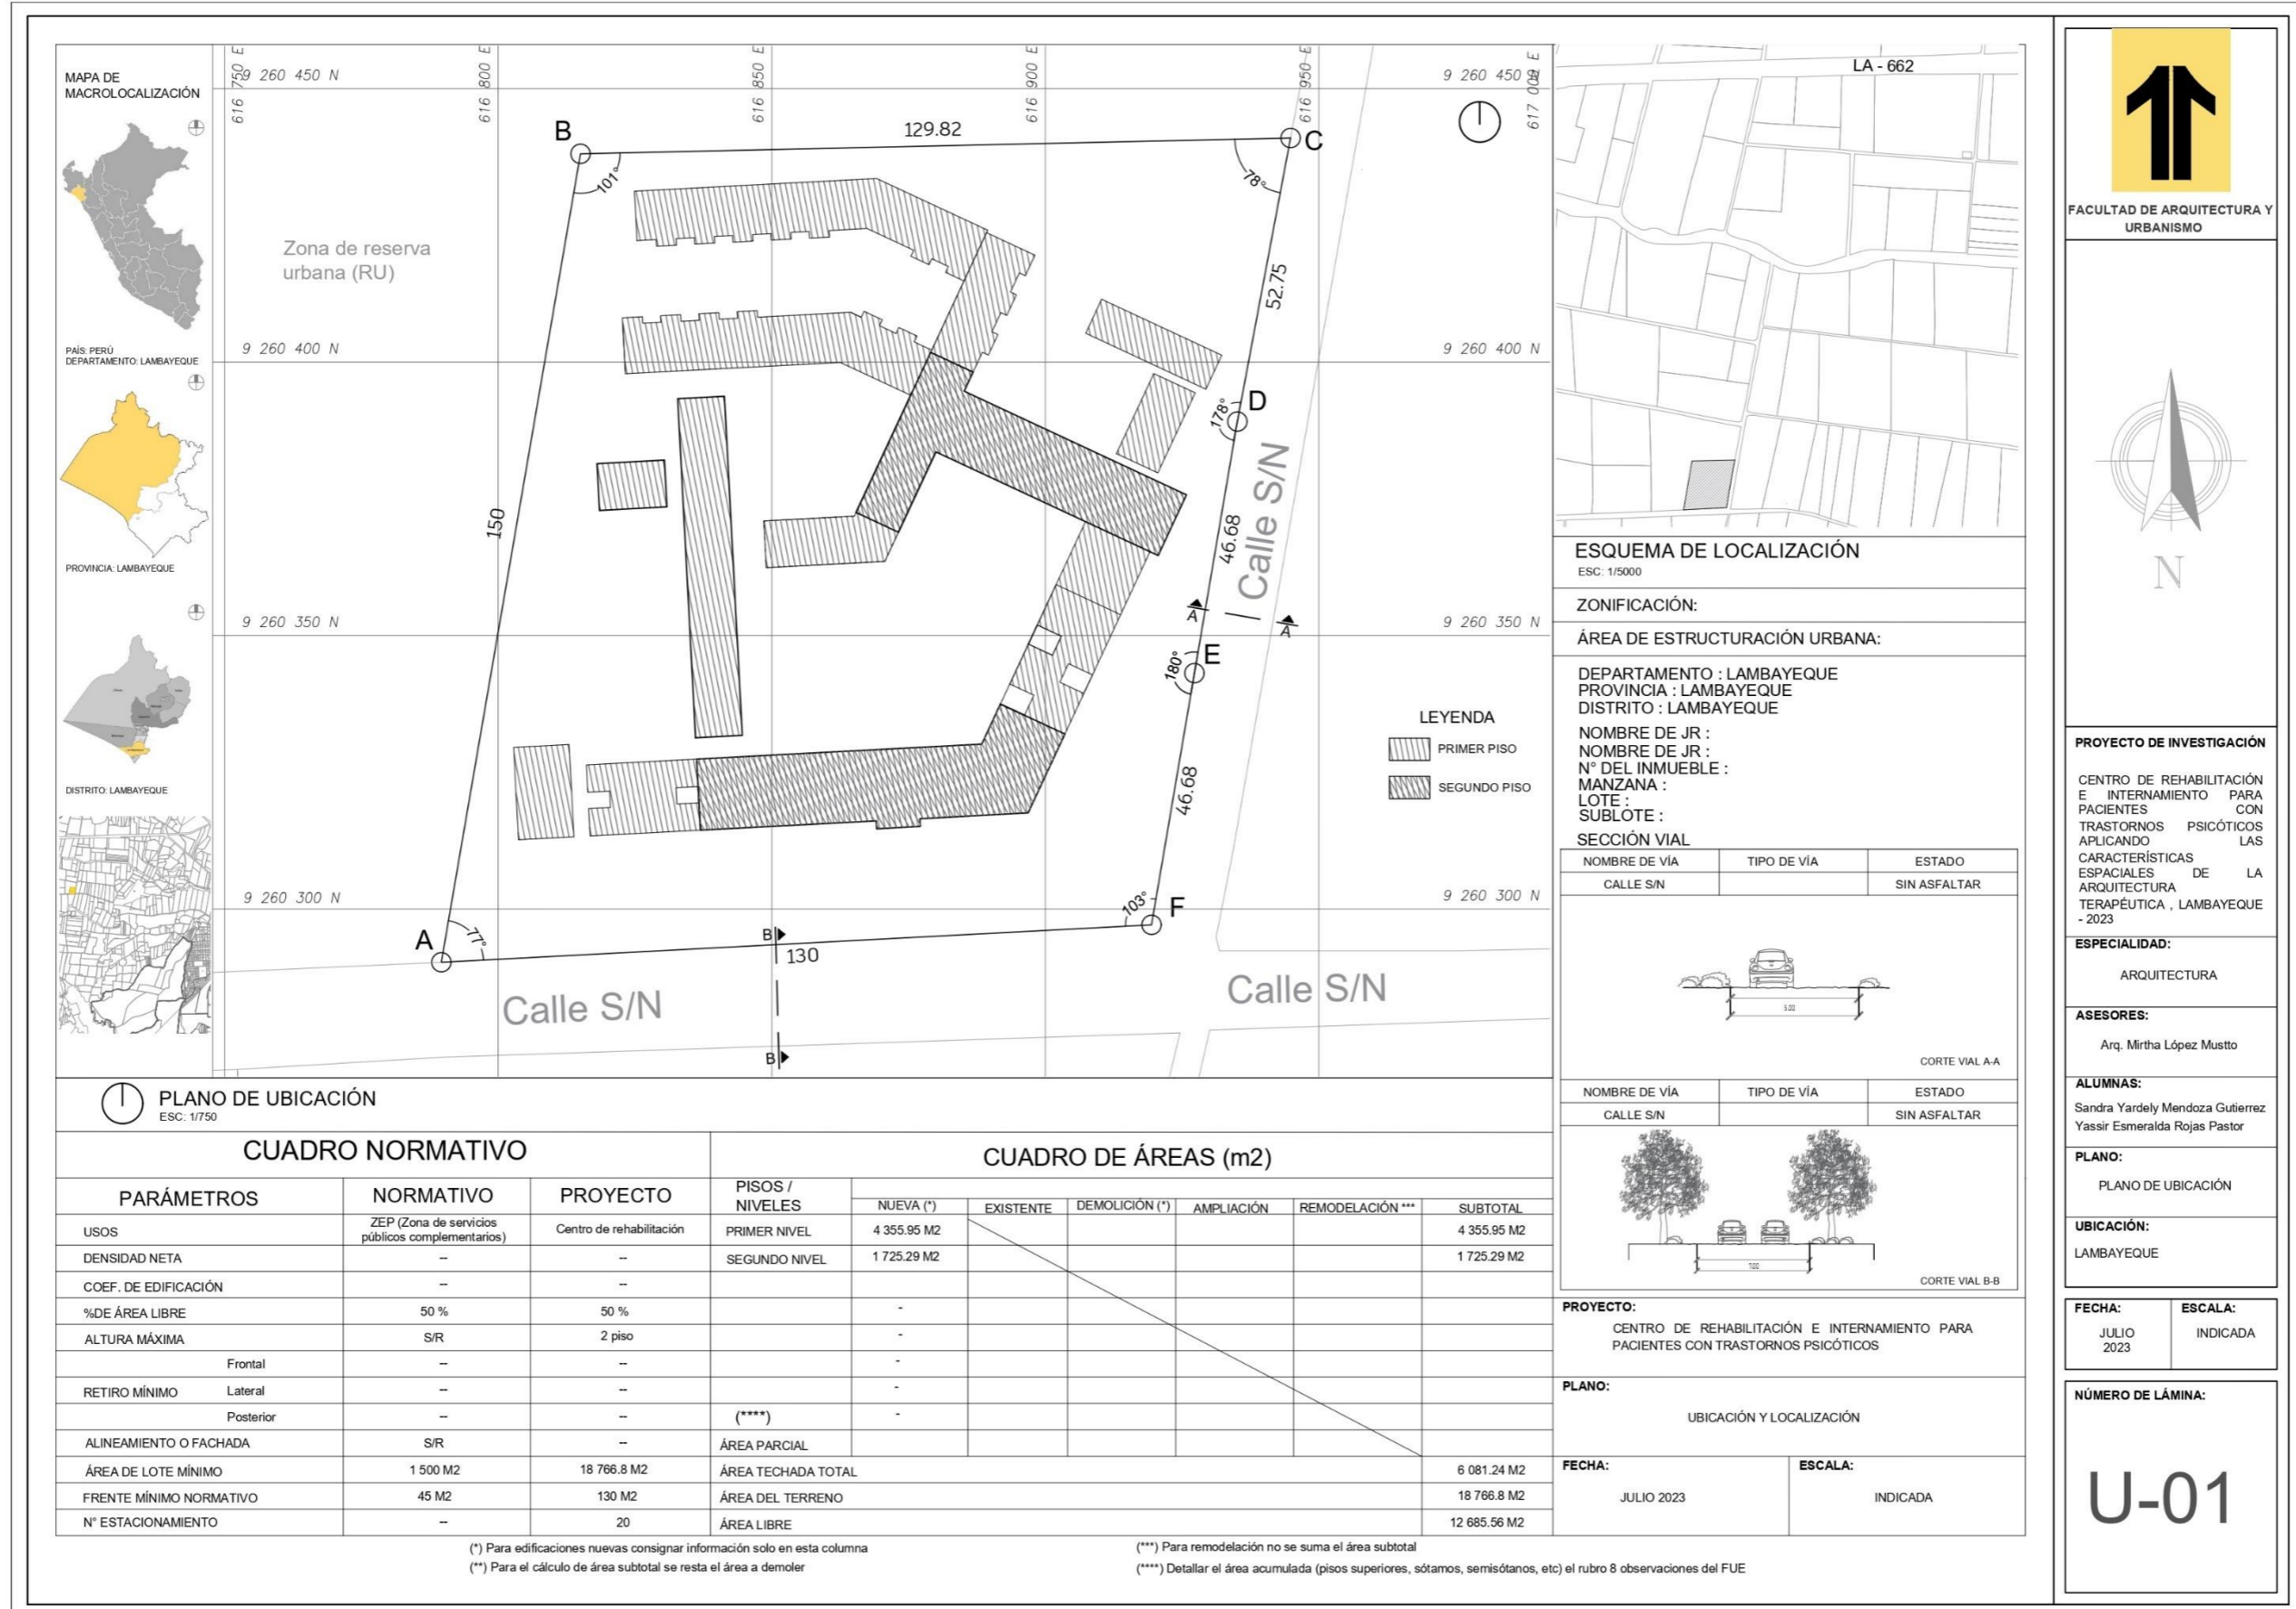 MAPA DE
MACROLOCALIZACIÓN
PAÍS: PERÚ
DEPARTAMENTO: LAMBAYEQUE
PROVINCIA: LAMBAYEQUE
DISTRITO: LAMBAYEQUE
616 750 E
616 800 E
616 850 E
616 900 E
616 950 E
617 000 E
9 260 450 N
9 260 450 N
9 260 400 N
9 260 400 N
9 260 350 N
9 260 350 N
9 260 300 N
9 260 300 N
Zona de reserva
urbana (RU)
B
129.82
C
101°
78°
52.75
D
178°
Calle S/N
46.68
150
A
A
E
180°
46.68
103°
F
A
77°
B
130
B
Calle S/N
Calle S/N
LEYENDA
PRIMER PISO
SEGUNDO PISO
PLANO DE UBICACIÓN
ESC: 1/750
LA - 662
ESQUEMA DE LOCALIZACIÓN
ESC: 1/5000
ZONIFICACIÓN:
ÁREA DE ESTRUCTURACIÓN URBANA:
DEPARTAMENTO : LAMBAYEQUE
PROVINCIA : LAMBAYEQUE
DISTRITO : LAMBAYEQUE
NOMBRE DE JR :
NOMBRE DE JR :
N° DEL INMUEBLE :
MANZANA :
LOTE :
SUBLOTE :
SECCIÓN VIAL
NOMBRE DE VÍA TIPO DE VÍA ESTADO
CALLE S/N SIN ASFALTAR
5.00
CORTE VIAL A-A
NOMBRE DE VÍA TIPO DE VÍA ESTADO
CALLE S/N SIN ASFALTAR
7.00
CORTE VIAL B-B
PROYECTO:
CENTRO DE REHABILITACIÓN E INTERNAMIENTO PARA
PACIENTES CON TRASTORNOS PSICÓTICOS
PLANO:
UBICACIÓN Y LOCALIZACIÓN
FECHA: ESCALA:
JULIO 2023 INDICADA
CUADRO NORMATIVO
PARÁMETROS NORMATIVO PROYECTO
USOS ZEP (Zona de servicios públicos complementarios) Centro de rehabilitación
DENSIDAD NETA -- --
COEF. DE EDIFICACIÓN -- --
%DE ÁREA LIBRE 50 % 50 %
ALTURA MÁXIMA S/R 2 piso
Frontal -- --
RETIRO MÍNIMO Lateral -- --
Posterior -- --
ALINEAMIENTO O FACHADA S/R --
ÁREA DE LOTE MÍNIMO 1 500 M2 18 766.8 M2
FRENTE MÍNIMO NORMATIVO 45 M2 130 M2
N° ESTACIONAMIENTO -- 20
CUADRO DE ÁREAS (m2)
PISOS /
NIVELES NUEVA (*) EXISTENTE DEMOLICIÓN (*) AMPLIACIÓN REMODELACIÓN *** SUBTOTAL
PRIMER NIVEL 4 355.95 M2 4 355.95 M2
SEGUNDO NIVEL 1 725.29 M2 1 725.29 M2
-
-
-
-
(****) -
ÁREA PARCIAL
ÁREA TECHADA TOTAL 6 081.24 M2
ÁREA DEL TERRENO 18 766.8 M2
ÁREA LIBRE 12 685.56 M2
(*) Para edificaciones nuevas consignar información solo en esta columna
(**) Para el cálculo de área subtotal se resta el área a demoler
(***) Para remodelación no se suma el área subtotal
(****) Detallar el área acumulada (pisos superiores, sótamos, semisótanos, etc) el rubro 8 observaciones del FUE
FACULTAD DE ARQUITECTURA Y
URBANISMO
N
PROYECTO DE INVESTIGACIÓN
CENTRO DE REHABILITACIÓN
E INTERNAMIENTO PARA
PACIENTES CON
TRASTORNOS PSICÓTICOS
APLICANDO LAS
CARACTERÍSTICAS
ESPACIALES DE LA
ARQUITECTURA
TERAPÉUTICA , LAMBAYEQUE
- 2023
ESPECIALIDAD:
ARQUITECTURA
ASESORES:
Arq. Mirtha López Mustto
ALUMNAS:
Sandra Yardely Mendoza Gutierrez
Yassir Esmeralda Rojas Pastor
PLANO:
PLANO DE UBICACIÓN
UBICACIÓN:
LAMBAYEQUE
FECHA: ESCALA:
JULIO
2023
INDICADA
NÚMERO DE LÁMINA:
U-01